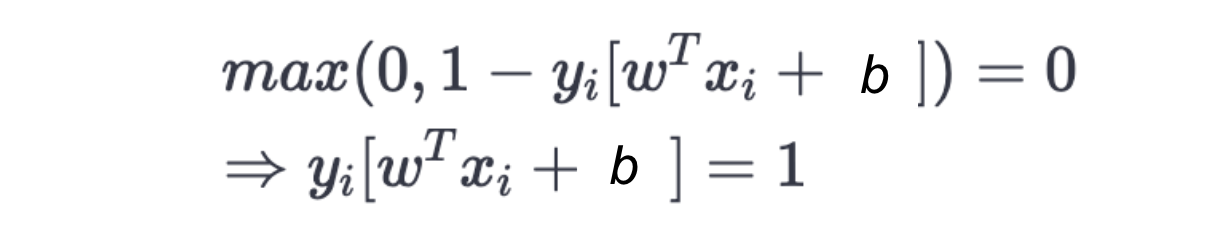 max(0, 1 − yᵢ[wᵀxᵢ + b ]) = 0
⇒ yᵢ[wᵀxᵢ + b ] = 1